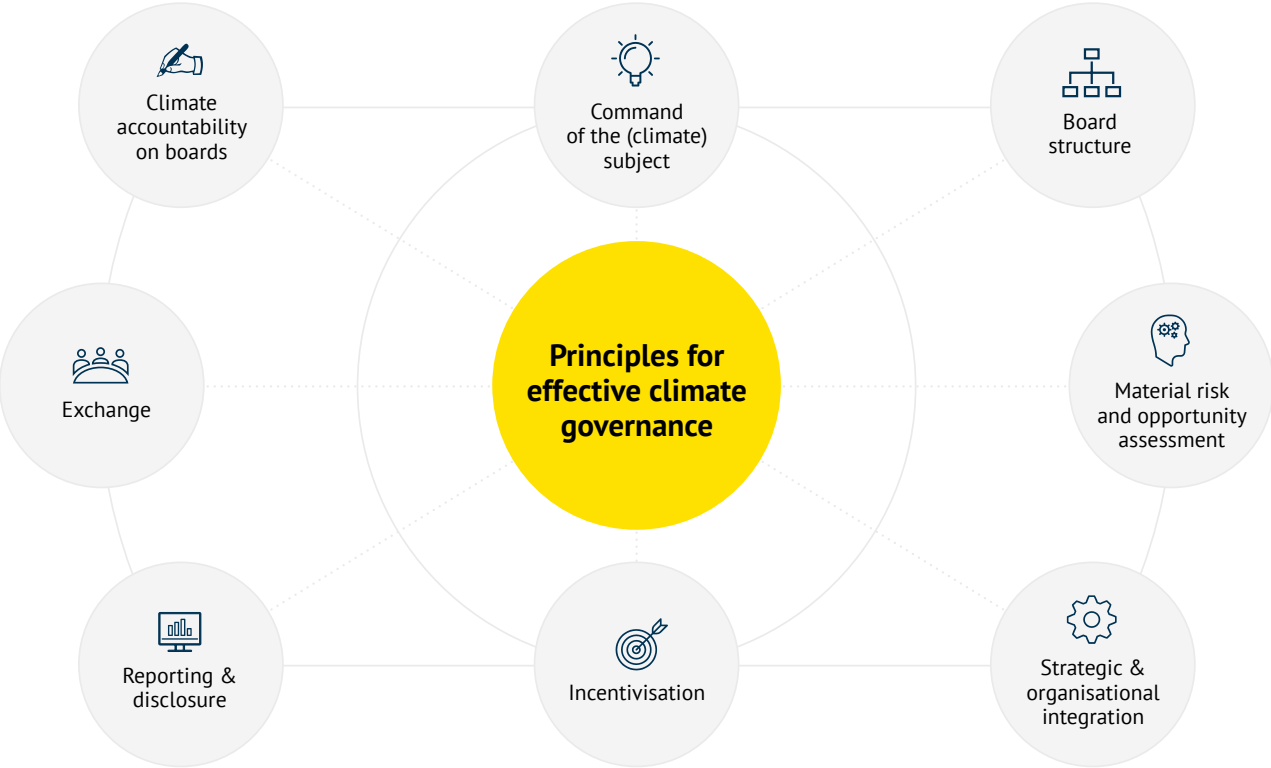 Climate
accountability
on boards
Command
of the (climate)
subject
Board
structure
Principles for
effective climate
governance
Exchange
Material risk
and opportunity
assessment
Reporting &
disclosure
Incentivisation
Strategic &
organisational
integration